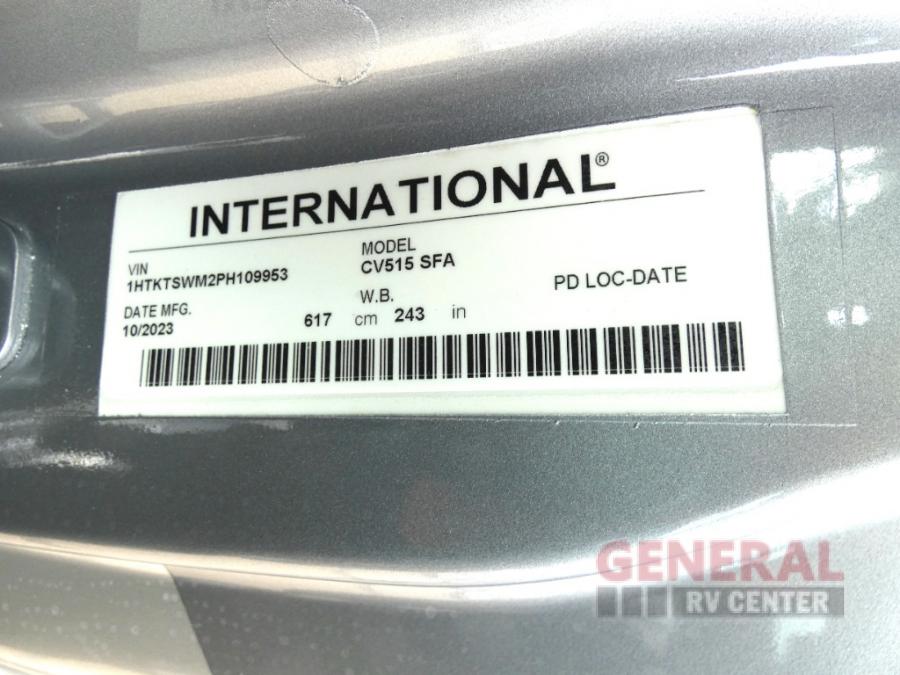 INTERNATIONAL®
VIN
1HTKTSWM2PH109953
MODEL
CV515 SFA
DATE MFG.
10/2023
W.B.
617 cm 243 in
PD LOC-DATE
GENERAL
RV CENTER